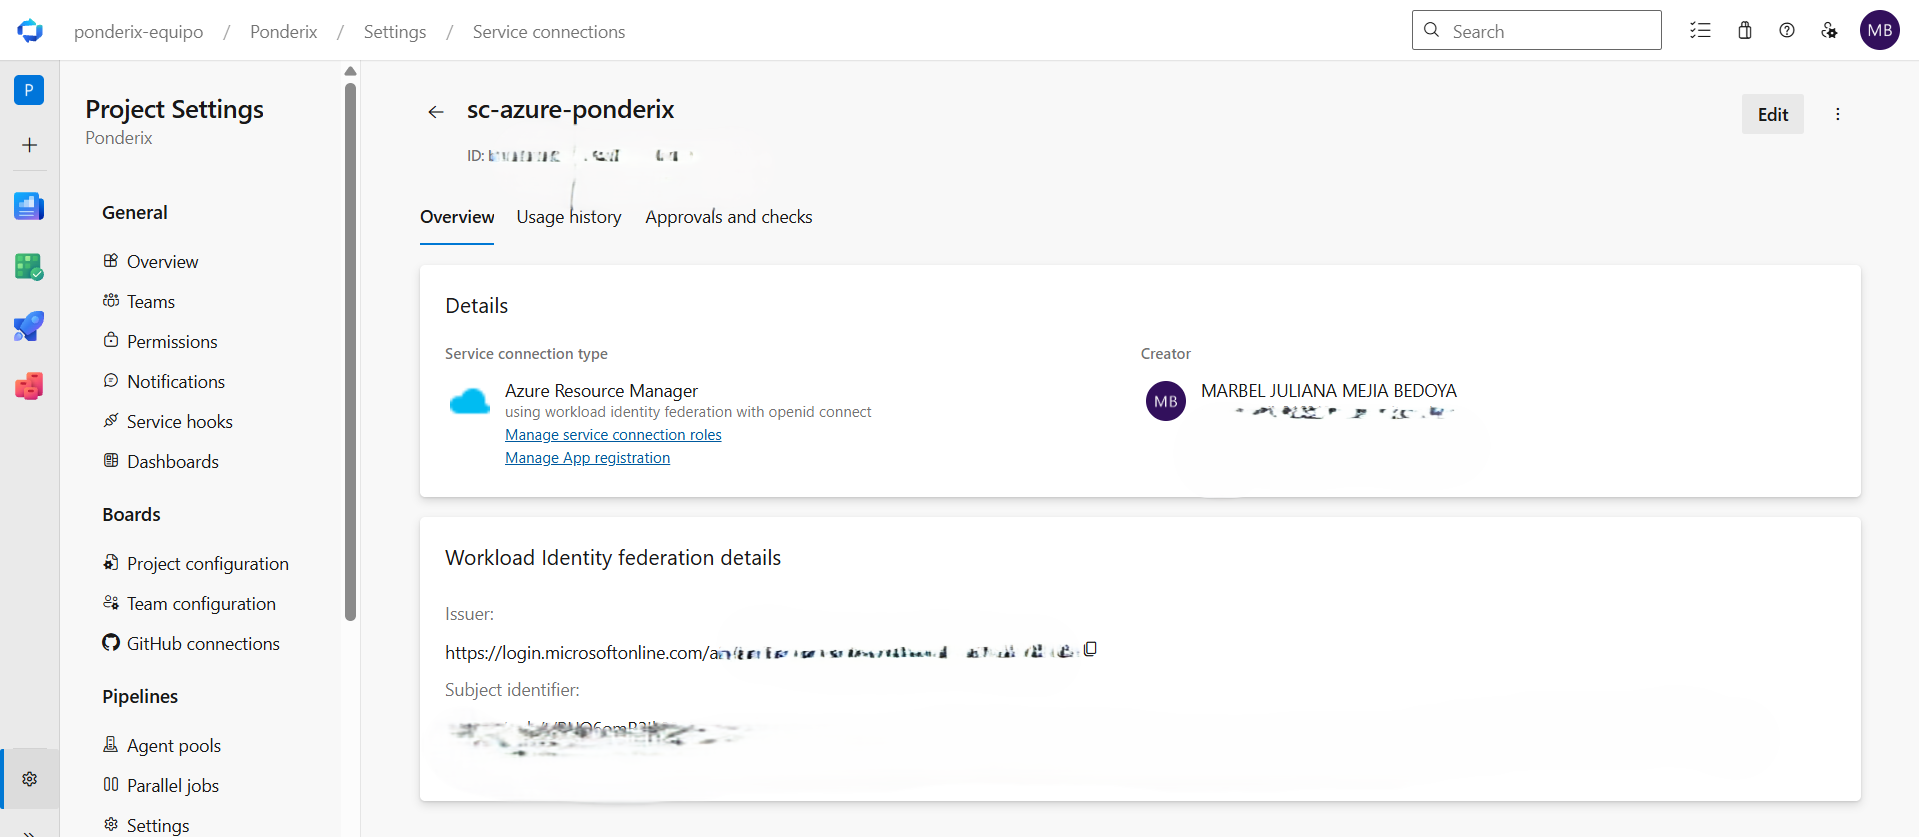 ponderix-equipo / Ponderix / Settings / Service connections
Search
MB
P
Project Settings
Ponderix
General
Overview
Teams
Permissions
Notifications
Service hooks
Dashboards
Boards
Project configuration
Team configuration
GitHub connections
Pipelines
Agent pools
Parallel jobs
Settings
sc-azure-ponderix
Edit
ID:
Overview Usage history Approvals and checks
Details
Service connection type
Azure Resource Manager
using workload identity federation with openid connect
Manage service connection roles
Manage App registration
Creator
MB
MARBEL JULIANA MEJIA BEDOYA
Workload Identity federation details
Issuer:
https://login.microsoftonline.com/
Subject identifier: